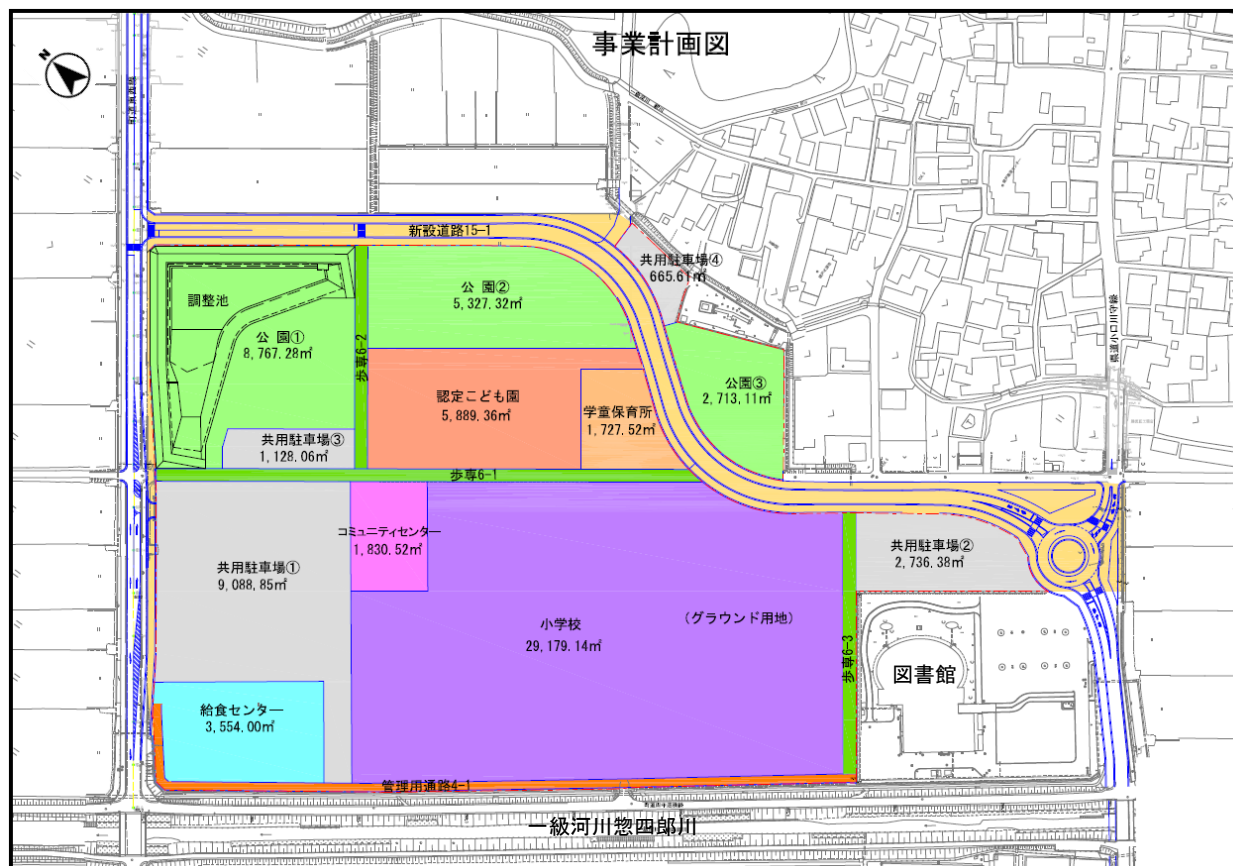 事業計画図
N
新設道路15-1
共用駐車場④
665.61㎡
調整池
公園①
8,767.28㎡
歩専6-2
公園②
5,327.32㎡
認定こども園
5,889.36㎡
学童保育所
1,727.52㎡
公園③
2,713,11㎡
県道小口川守線
共用駐車場③
1,128.06㎡
歩専6-1
コミュニティセンター
1,830.52㎡
共用駐車場①
9,088,85㎡
共用駐車場②
2,736.38㎡
小学校
29,179.14㎡
(グラウンド用地)
歩専6-3
図書館
給食センター
3,554.00㎡
管理用通路4-1
一級河川惣四郎川